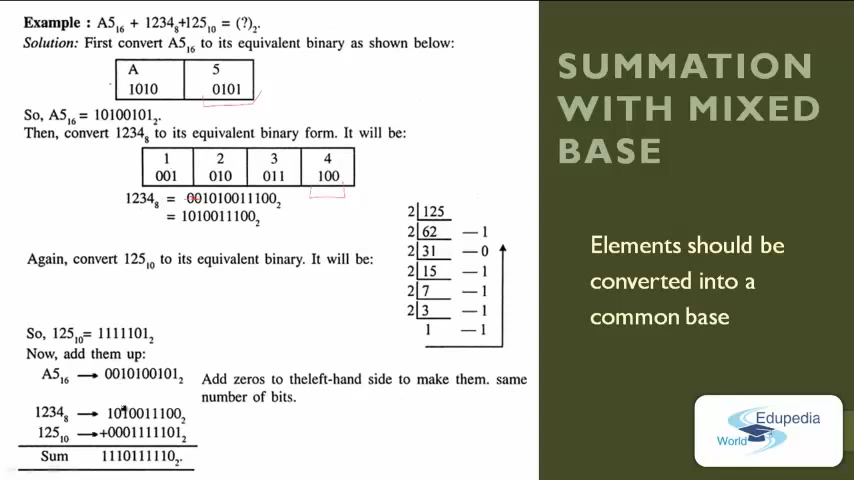 Example : A5₁₆ + 1234₈+125₁₀ = (?)₂.
Solution: First convert A5₁₆ to its equivalent binary as shown below:
A 5
1010 0101
So, A5₁₆ = 10100101₂.
Then, convert 1234₈ to its equivalent binary form. It will be:
1 2 3 4
001 010 011 100
1234₈ = 001010011100₂
= 1010011100₂
Again, convert 125₁₀ to its equivalent binary. It will be:
2 125
2 62 —1
2 31 —0
2 15 —1
2 7 —1
2 3 —1
1 —1
So, 125₁₀= 1111101₂
Now, add them up:
A5₁₆ → 0010100101₂
Add zeros to theleft-hand side to make them. same
number of bits.
1234₈ → 1010011100₂
125₁₀ → +0001111101₂
Sum 1110111110₂.
SUMMATION
WITH MIXED
BASE
Elements should be
converted into a
common base
Edupedia
World